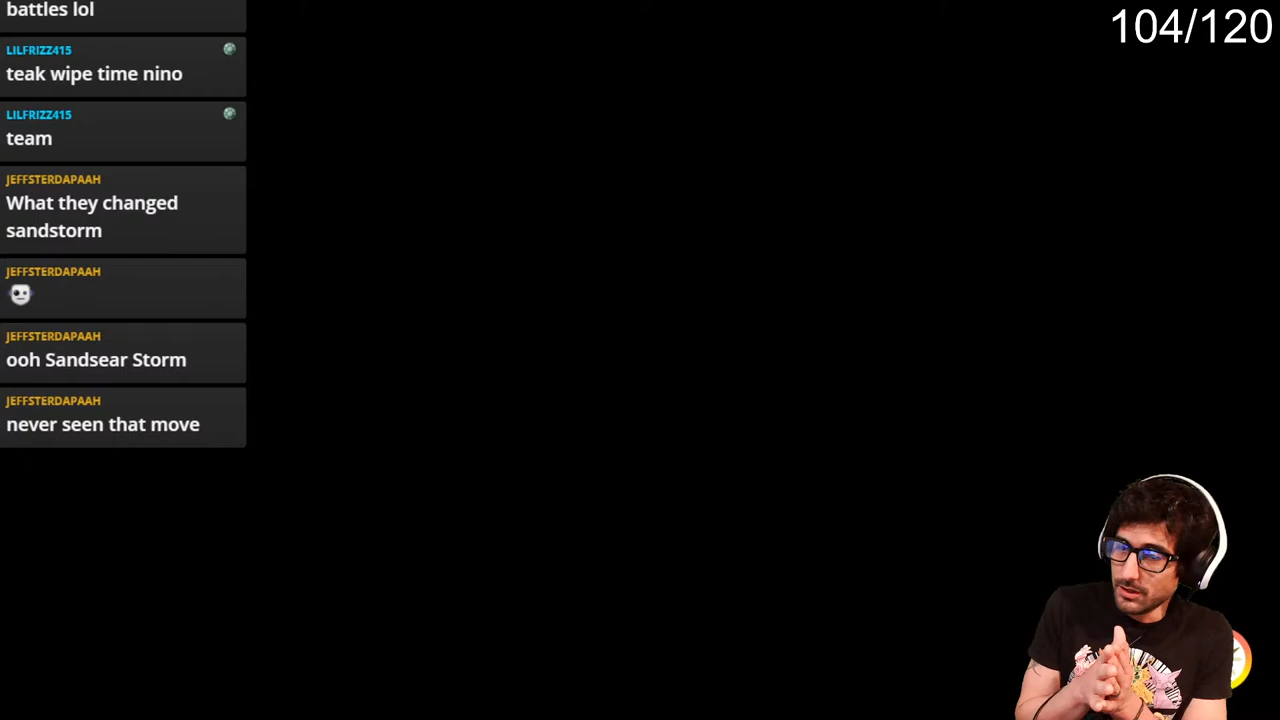 battles lol
104/120
LILFRIZZ415
teak wipe time nino
LILFRIZZ415
team
JEFFSTERDAPAAH
What they changed
sandstorm
JEFFSTERDAPAAH
JEFFSTERDAPAAH
ooh Sandsear Storm
JEFFSTERDAPAAH
never seen that move